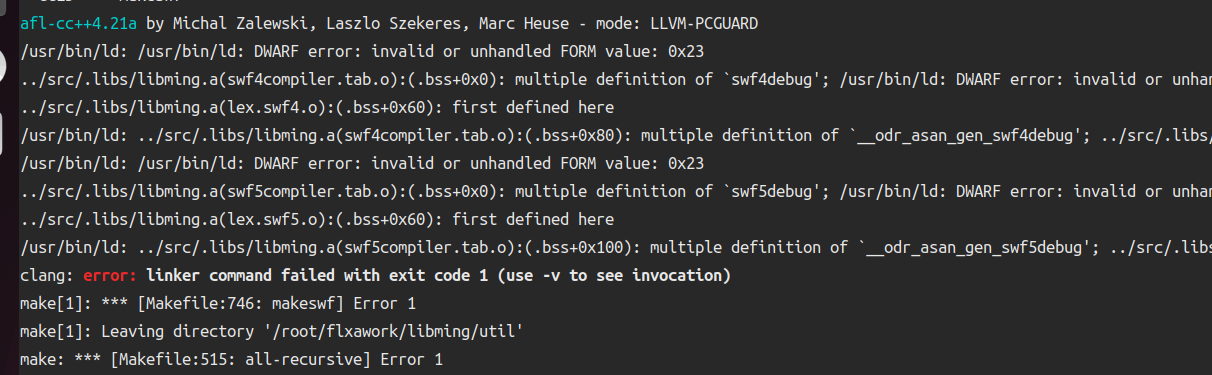 afl-cc++4.21a by Michal Zalewski, Laszlo Szekeres, Marc Heuse - mode: LLVM-PCGUARD
/usr/bin/ld: /usr/bin/ld: DWARF error: invalid or unhandled FORM value: 0x23
../src/.libs/libming.a(swf4compiler.tab.o):(.bss+0x0): multiple definition of `swf4debug'; /usr/bin/ld: DWARF error: invalid or unhan
../src/.libs/libming.a(lex.swf4.o):(.bss+0x60): first defined here
/usr/bin/ld: ../src/.libs/libming.a(swf4compiler.tab.o):(.bss+0x80): multiple definition of `__odr_asan_gen_swf4debug'; ../src/.libs/
/usr/bin/ld: /usr/bin/ld: DWARF error: invalid or unhandled FORM value: 0x23
../src/.libs/libming.a(swf5compiler.tab.o):(.bss+0x0): multiple definition of `swf5debug'; /usr/bin/ld: DWARF error: invalid or unhan
../src/.libs/libming.a(lex.swf5.o):(.bss+0x60): first defined here
/usr/bin/ld: ../src/.libs/libming.a(swf5compiler.tab.o):(.bss+0x100): multiple definition of `__odr_asan_gen_swf5debug'; ../src/.libs
clang: error: linker command failed with exit code 1 (use -v to see invocation)
make[1]: *** [Makefile:746: makeswf] Error 1
make[1]: Leaving directory '/root/flxawork/libming/util'
make: *** [Makefile:515: all-recursive] Error 1